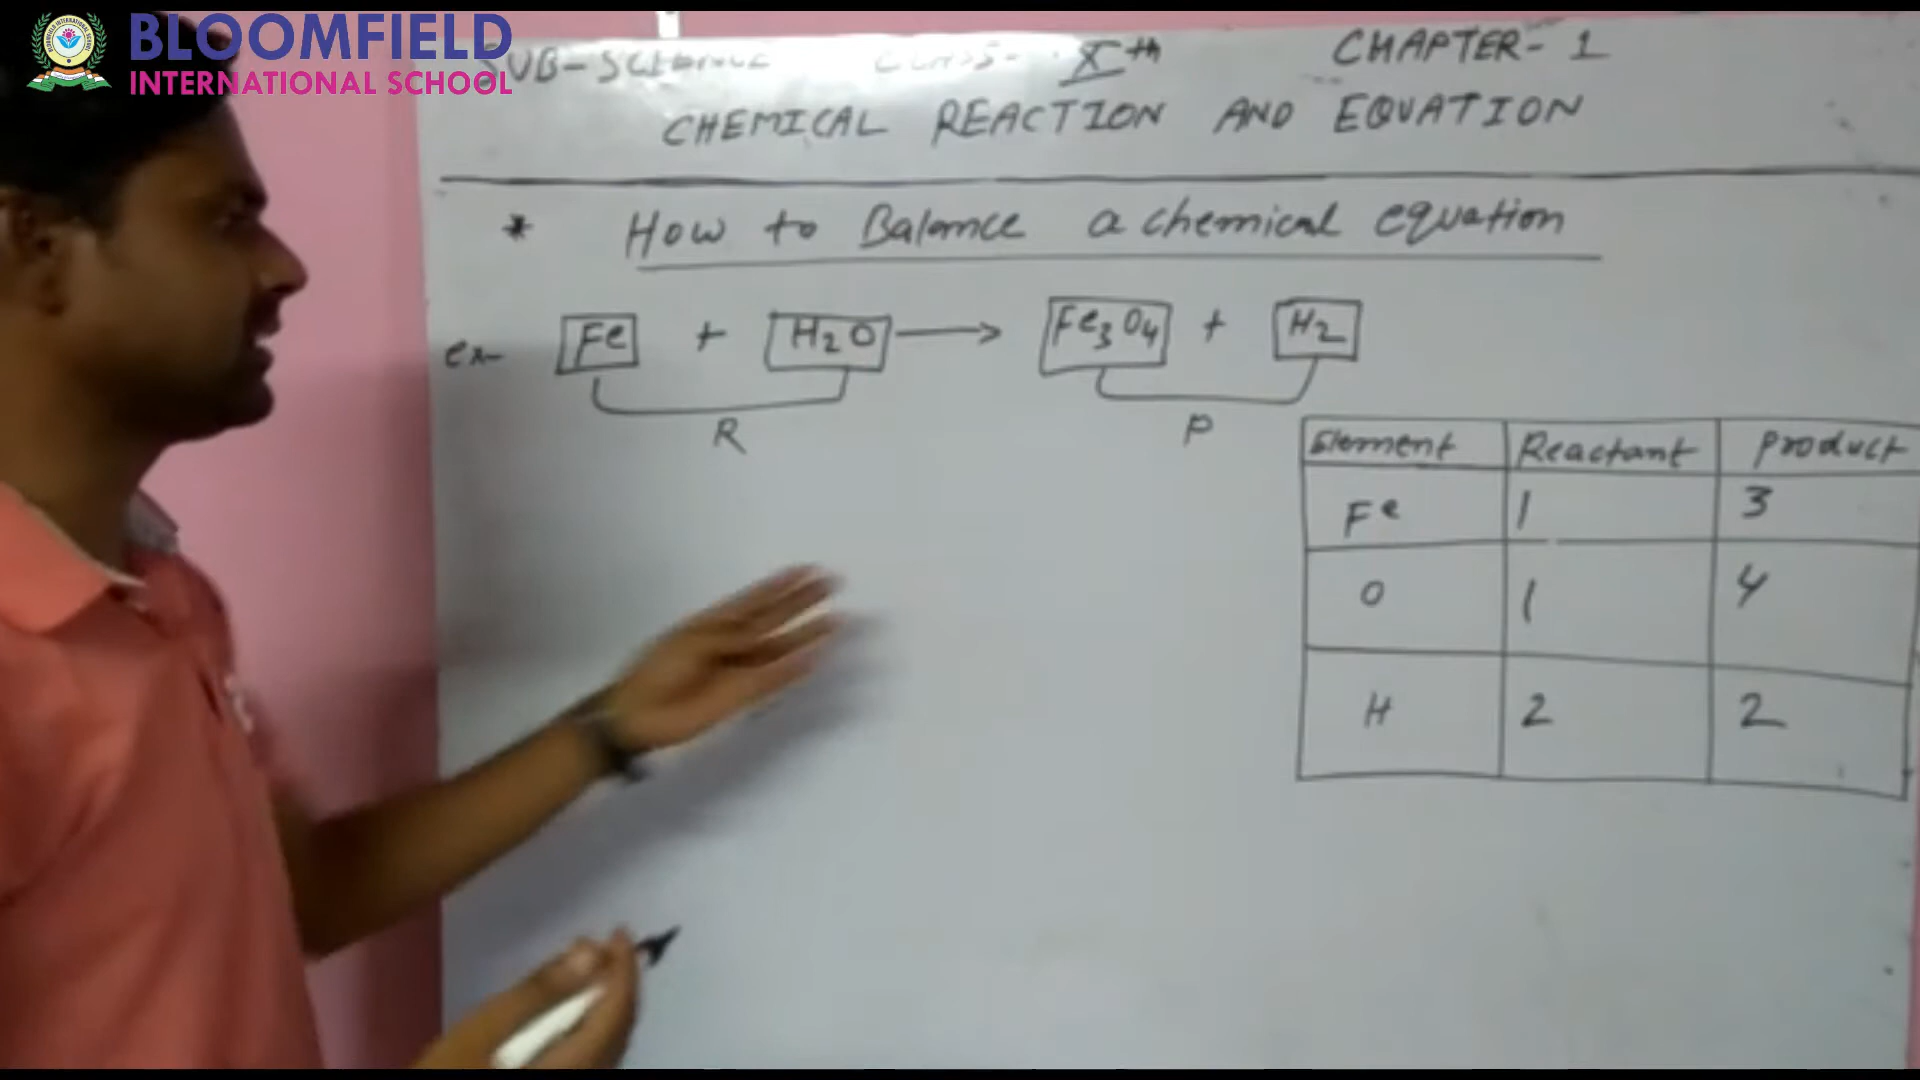 BLOOMFIELD
INTERNATIONAL SCHOOL
SUB-SCIENCE CLASS- Xth CHAPTER-1
CHEMICAL REACTION AND EQUATION
* How to Balance a chemical equation
ex- Fe + H₂O → Fe₃O₄ + H₂
R P
Element Reactant Product
Fe 1 3
O 1 4
H 2 2